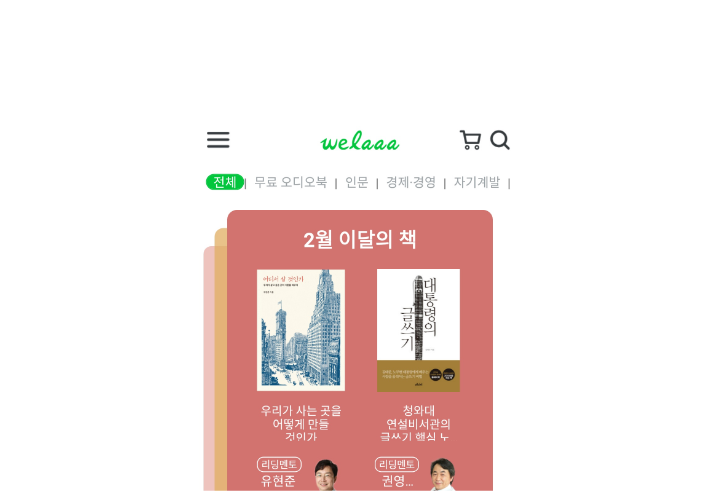 welaaa
전체 | 무료 오디오북 | 인문 | 경제·경영 | 자기계발 |
2월 이달의 책
어디서 살 것인가
대통령의
글쓰기
우리가 사는 곳을
어떻게 만들
것인가
청와대
연설비서관의
글쓰기 핵심 노
리딩멘토
유현준
리딩멘토
권영...